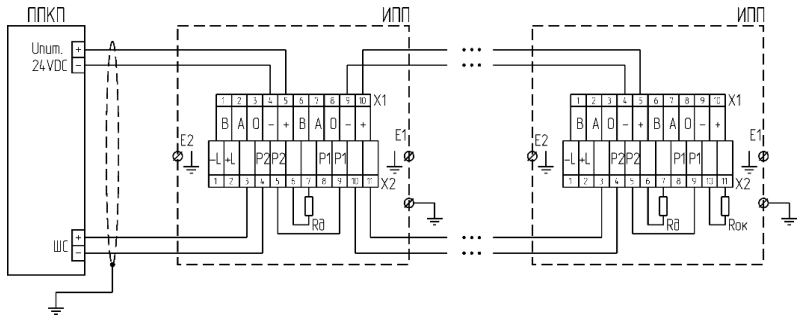 ППКП ИПП ИПП
Uпит. +
24VDC –
1 2 3 4 5 6 7 8 9 10 X1
B A 0 – + B A 0 – +
E2 E1
–L +L P2 P2 P1 P1
1 2 3 4 5 6 7 8 9 10 11 X2
Rд
1 2 3 4 5 6 7 8 9 10 X1
B A 0 – + B A 0 – +
E2 E1
–L +L P2 P2 P1 P1
1 2 3 4 5 6 7 8 9 10 11 X2
Rд Rок
ШС + –